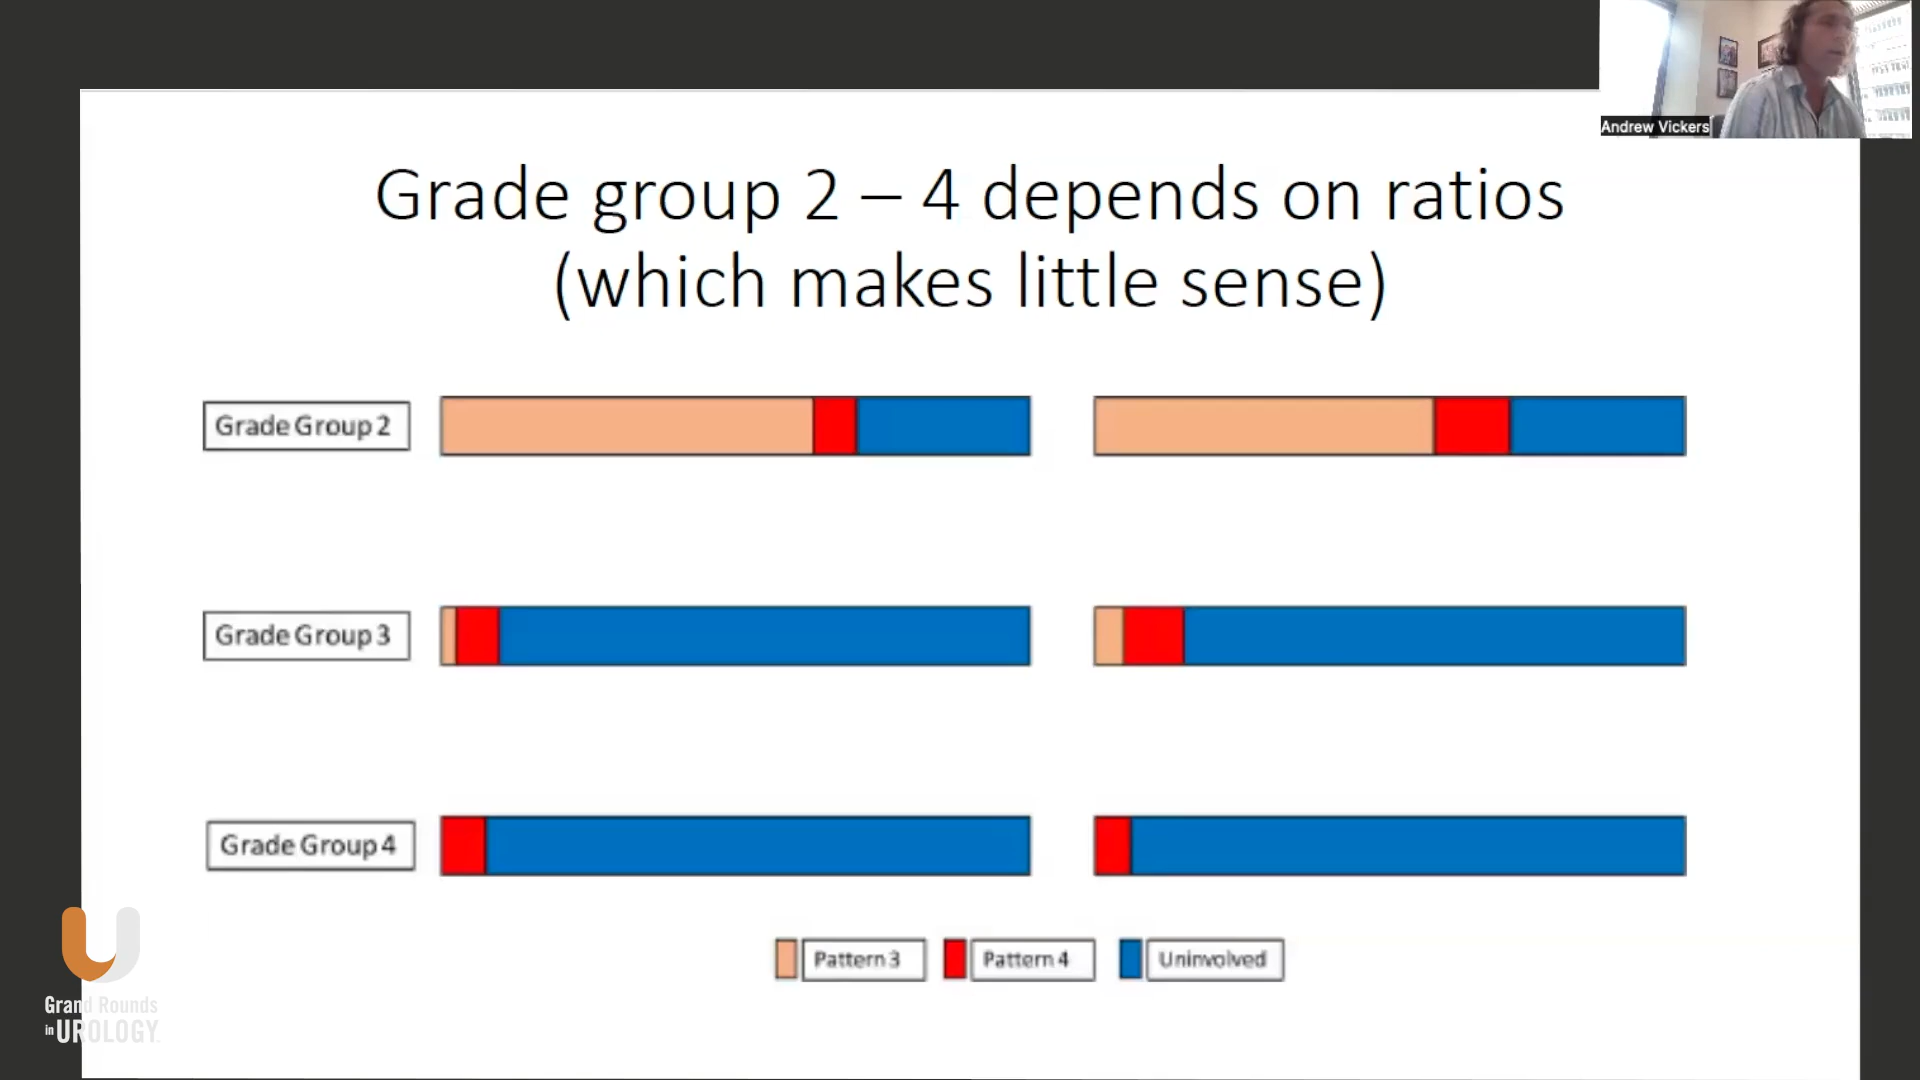 Andrew Vickers
Grade group 2 – 4 depends on ratios
(which makes little sense)
Grade Group 2
Grade Group 3
Grade Group 4
Pattern 3
Pattern 4
Uninvolved
Grand Rounds
in UROLOGY